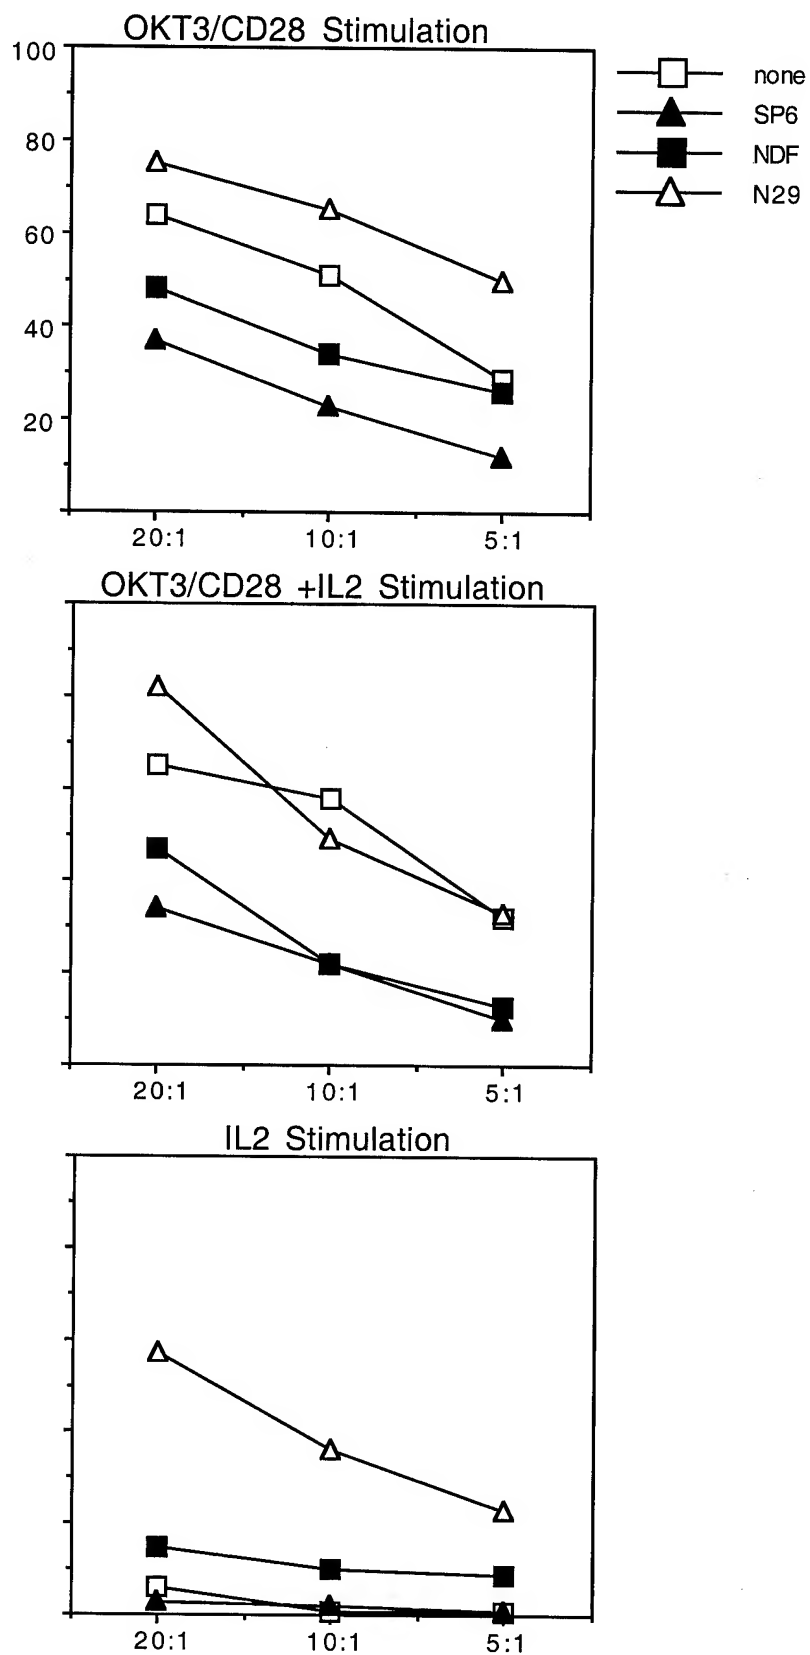 OKT3/CD28 Stimulation
100
80
60
40
20
20:1 10:1 5:1
none
SP6
NDF
N29
OKT3/CD28 +IL2 Stimulation
20:1 10:1 5:1
IL2 Stimulation
20:1 10:1 5:1